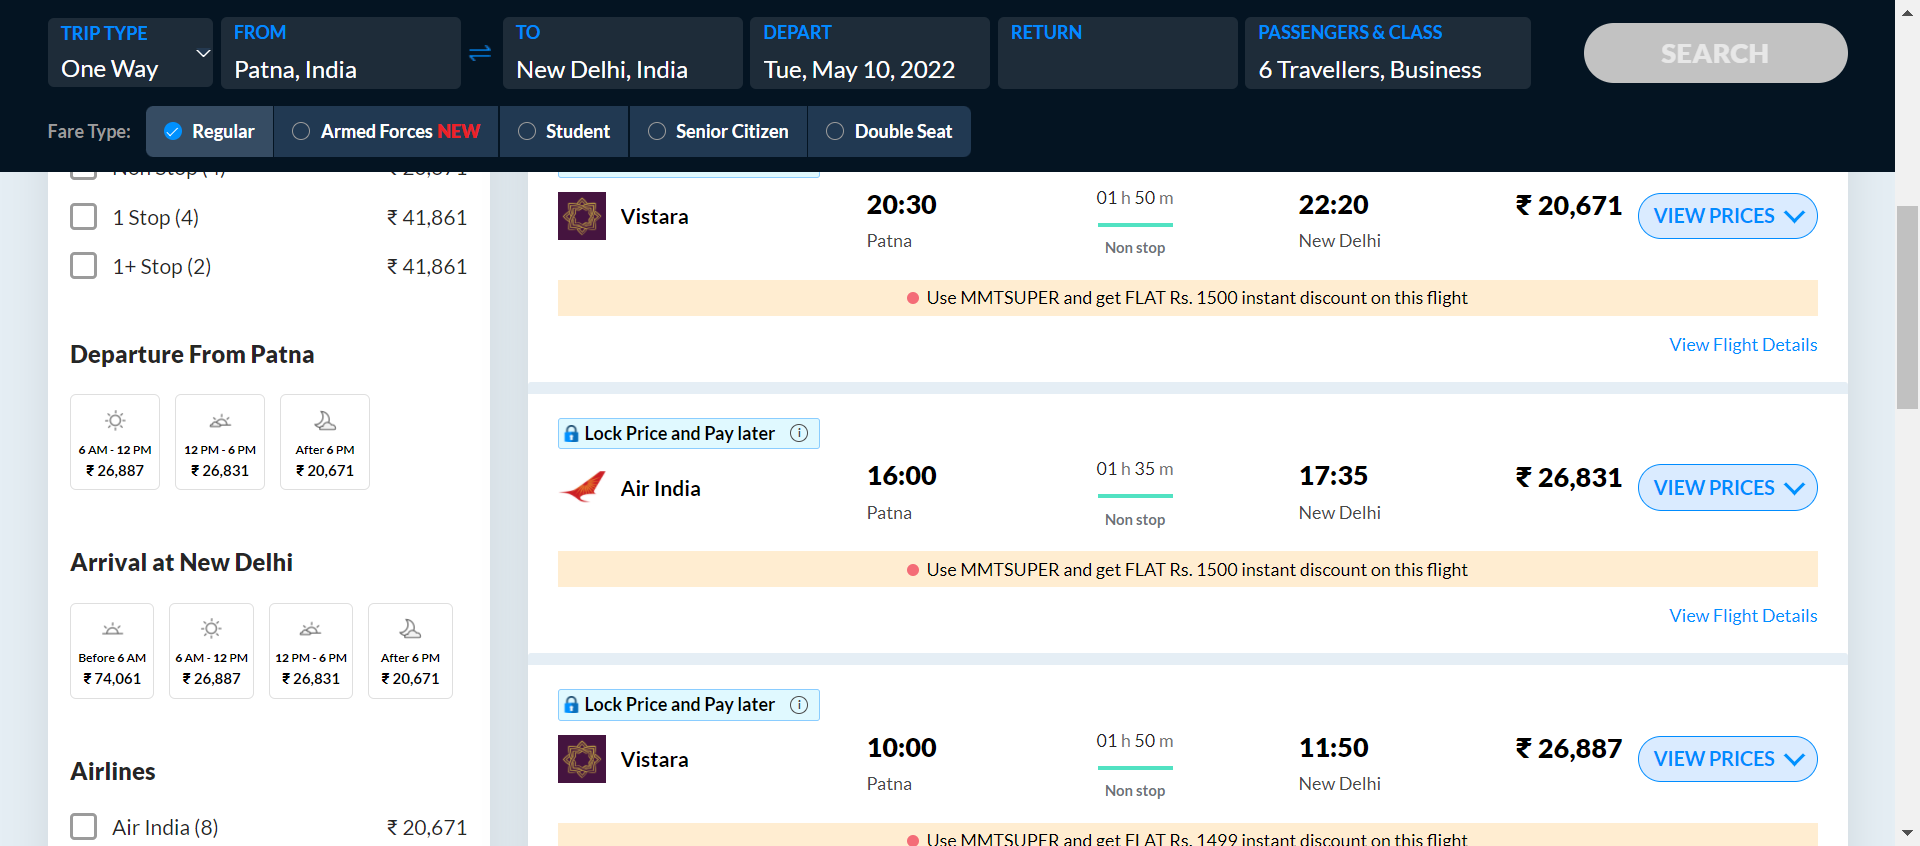 TRIP TYPE
One Way
FROM
Patna, India
TO
New Delhi, India
DEPART
Tue, May 10, 2022
RETURN
PASSENGERS & CLASS
6 Travellers, Business
SEARCH
Fare Type:
Regular
Armed Forces NEW
Student
Senior Citizen
Double Seat
Non Stop (4) ₹ 20,671
1 Stop (4) ₹ 41,861
1+ Stop (2) ₹ 41,861
Departure From Patna
6 AM - 12 PM
₹ 26,887
12 PM - 6 PM
₹ 26,831
After 6 PM
₹ 20,671
Arrival at New Delhi
Before 6 AM
₹ 74,061
6 AM - 12 PM
₹ 26,887
12 PM - 6 PM
₹ 26,831
After 6 PM
₹ 20,671
Airlines
Air India (8) ₹ 20,671
Vistara
20:30
Patna
01 h 50 m
Non stop
22:20
New Delhi
₹ 20,671
VIEW PRICES
Use MMTSUPER and get FLAT Rs. 1500 instant discount on this flight
View Flight Details
Lock Price and Pay later
Air India
16:00
Patna
01 h 35 m
Non stop
17:35
New Delhi
₹ 26,831
VIEW PRICES
Use MMTSUPER and get FLAT Rs. 1500 instant discount on this flight
View Flight Details
Lock Price and Pay later
Vistara
10:00
Patna
01 h 50 m
Non stop
11:50
New Delhi
₹ 26,887
VIEW PRICES
Use MMTSUPER and get FLAT Rs. 1499 instant discount on this flight